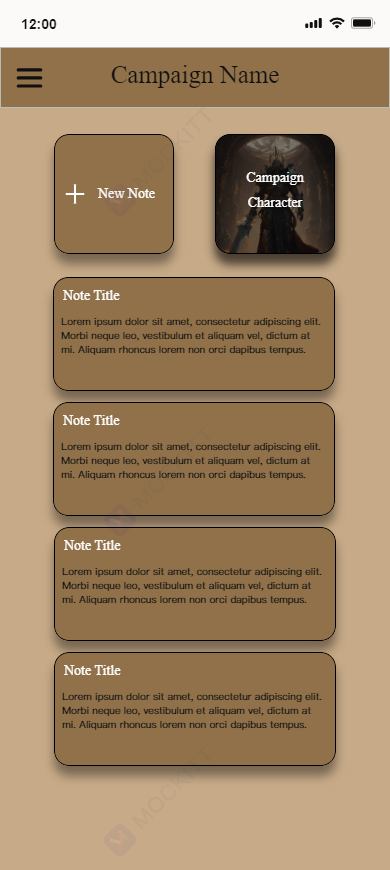 12:00
Campaign Name
New Note
Campaign
Character
Note Title
Lorem ipsum dolor sit amet, consectetur adipiscing elit.
Morbi neque leo, vestibulum et aliquam vel, dictum at
mi. Aliquam rhoncus lorem non orci dapibus tempus.
Note Title
Lorem ipsum dolor sit amet, consectetur adipiscing elit.
Morbi neque leo, vestibulum et aliquam vel, dictum at
mi. Aliquam rhoncus lorem non orci dapibus tempus.
Note Title
Lorem ipsum dolor sit amet, consectetur adipiscing elit.
Morbi neque leo, vestibulum et aliquam vel, dictum at
mi. Aliquam rhoncus lorem non orci dapibus tempus.
Note Title
Lorem ipsum dolor sit amet, consectetur adipiscing elit.
Morbi neque leo, vestibulum et aliquam vel, dictum at
mi. Aliquam rhoncus lorem non orci dapibus tempus.
MOCKITT
MOCKITT
MOCKITT